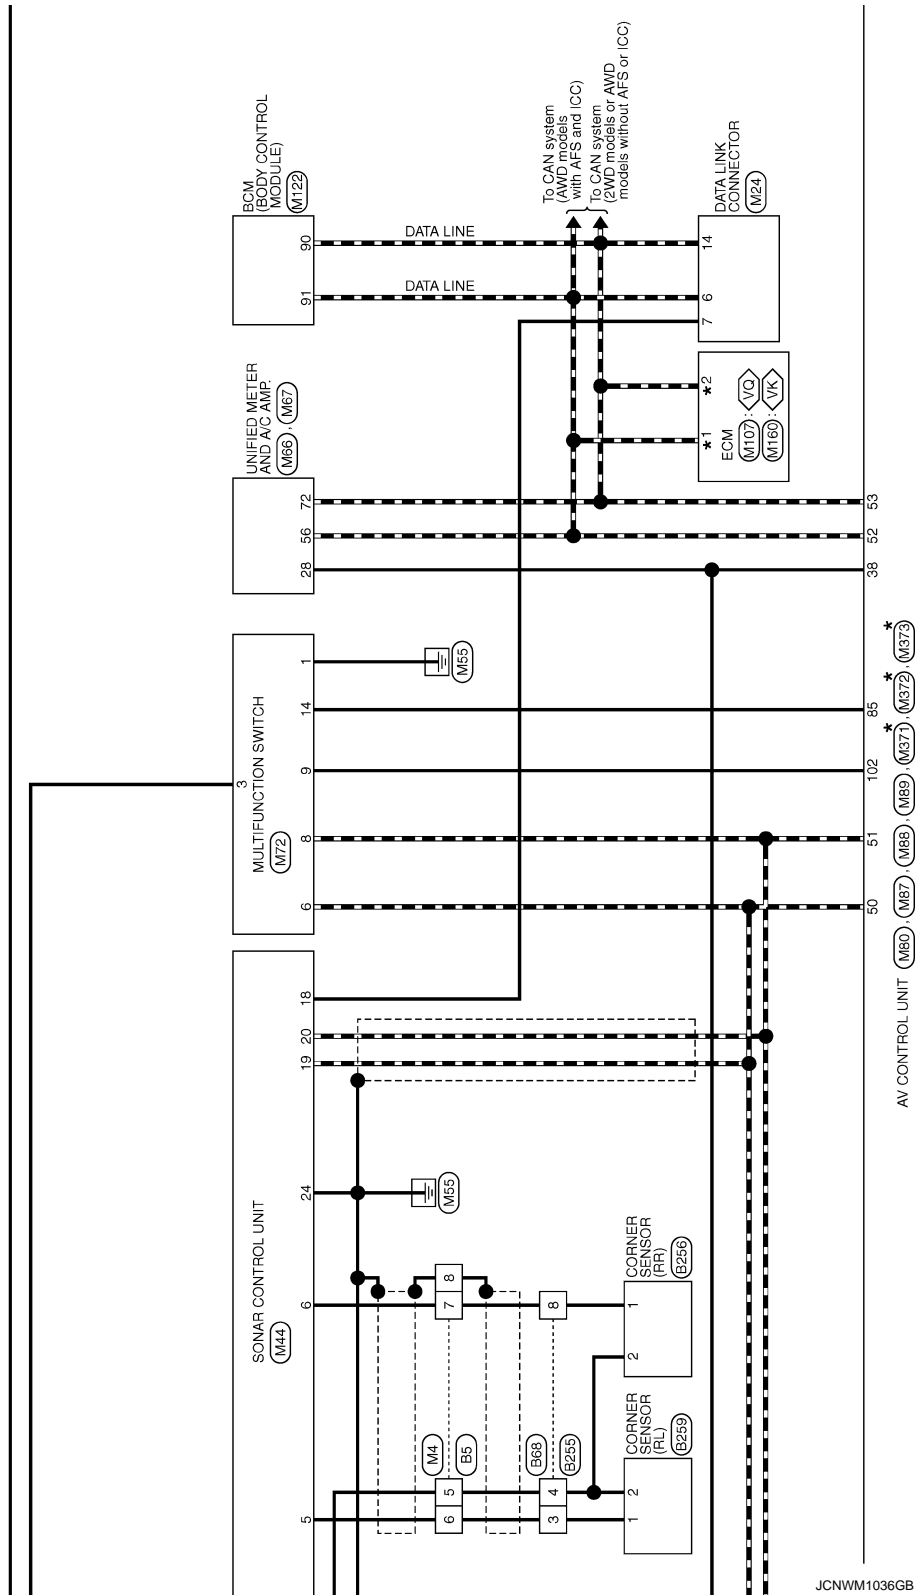 BCM
(BODY CONTROL
MODULE)
M122
90
91
DATA LINE
DATA LINE
To CAN system
(AWD models
with AFS and ICC)
To CAN system
(2WD models or AWD
models without AFS or ICC)
DATA LINK
CONNECTOR
M24
14
6
7
UNIFIED METER
AND A/C AMP.
M66 , M67
72
56
28
*2
*1
ECM
M107 : VQ
M160 : VK
53
52
38
MULTIFUNCTION SWITCH
M72
3
1
14
9
8
6
M55
85
102
51
50
AV CONTROL UNIT M80 , M87 , M88 , M89 , M371* , M372* , M373*
SONAR CONTROL UNIT
M44
18
20
19
24
6
5
M55
8
7
8
M4
B5
B68
B255
5
6
4
3
CORNER
SENSOR
(RR)
B256
1
2
CORNER
SENSOR
(RL)
B259
2
1
JCNWM1036GB